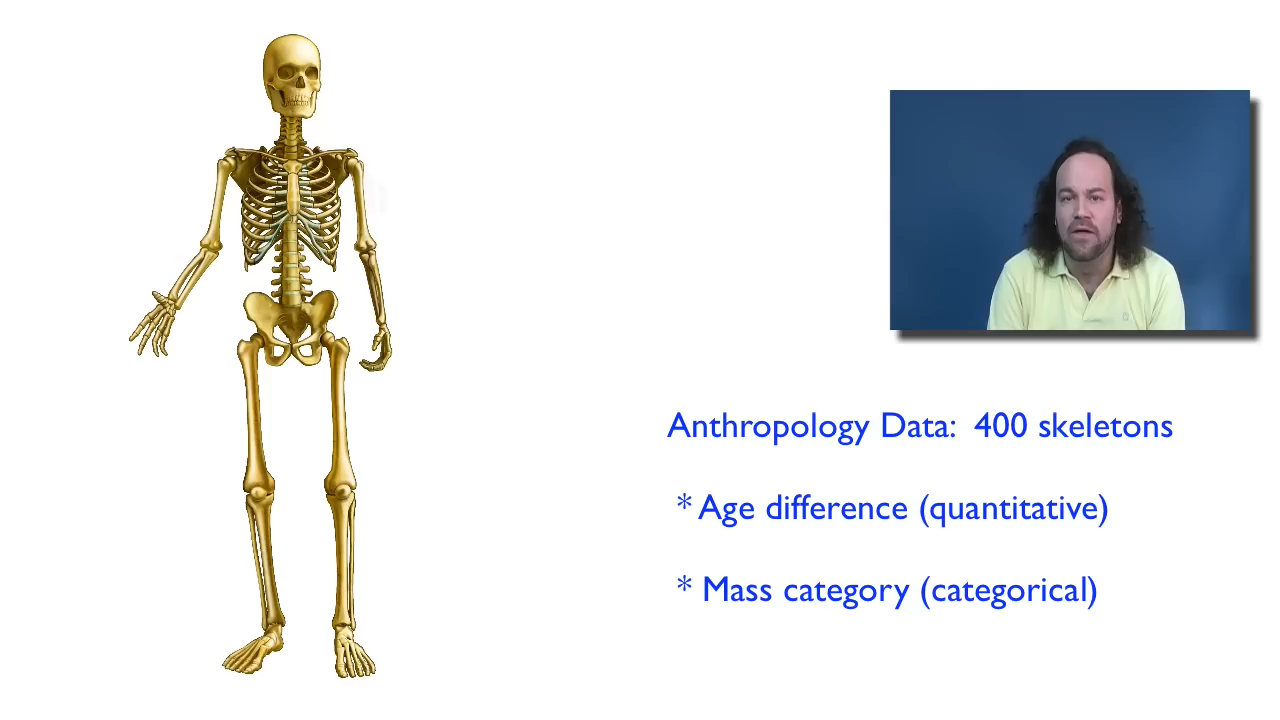 Anthropology Data: 400 skeletons
* Age difference (quantitative)
* Mass category (categorical)